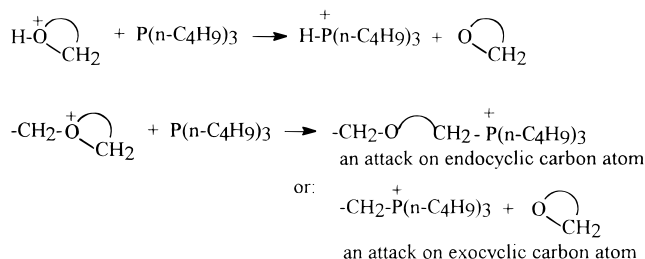 H-O+ CH2 + P(n-C4H9)3 → H-P+(n-C4H9)3 + O CH2
-CH2-O+ CH2 + P(n-C4H9)3 → -CH2-O CH2-P+(n-C4H9)3
an attack on endocyclic carbon atom
or:
-CH2-P+(n-C4H9)3 + O CH2
an attack on exocyclic carbon atom